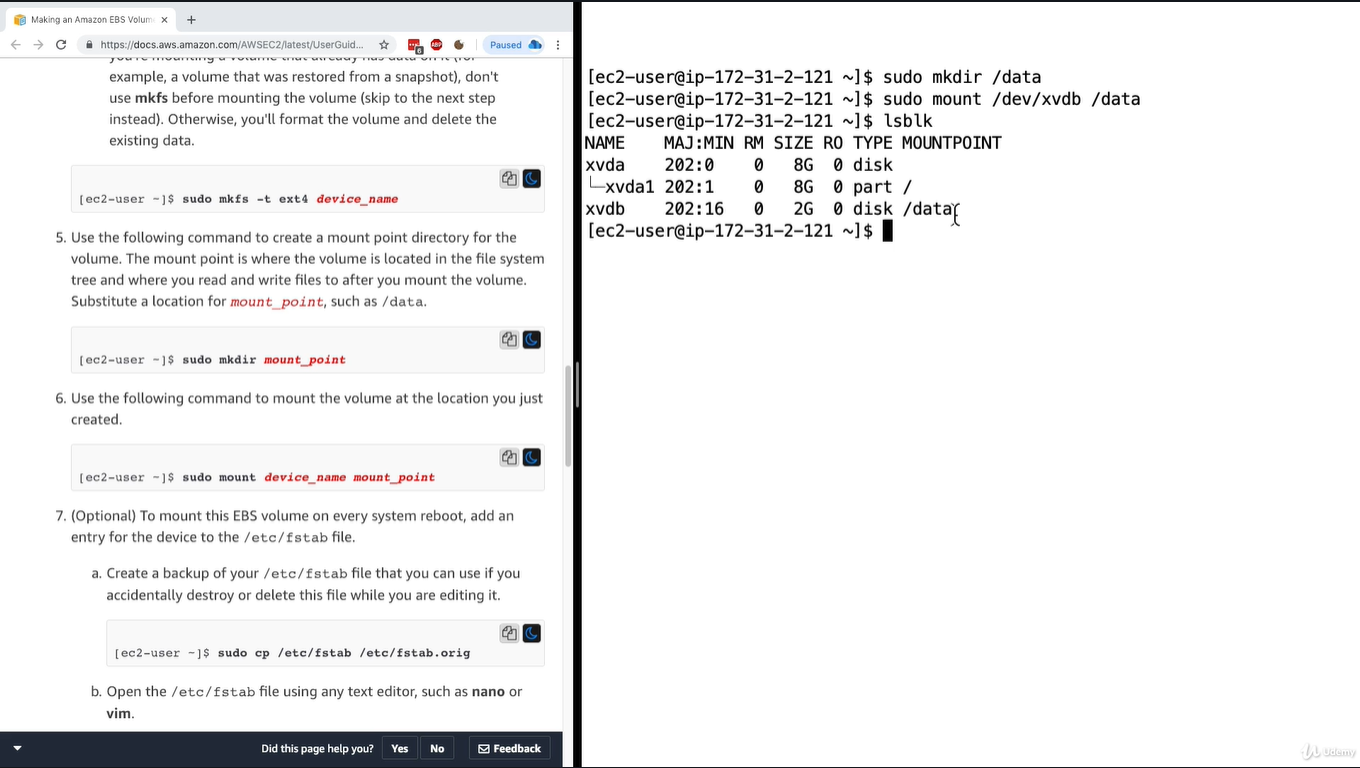 Making an Amazon EBS Volum
https://docs.aws.amazon.com/AWSEC2/latest/UserGuid...
6
ABP
Paused
example, a volume that was restored from a snapshot), don't
use mkfs before mounting the volume (skip to the next step
instead). Otherwise, you'll format the volume and delete the
existing data.
[ec2-user ~]$ sudo mkfs -t ext4 device_name
5. Use the following command to create a mount point directory for the
volume. The mount point is where the volume is located in the file system
tree and where you read and write files to after you mount the volume.
Substitute a location for mount_point, such as /data.
[ec2-user ~]$ sudo mkdir mount_point
6. Use the following command to mount the volume at the location you just
created.
[ec2-user ~]$ sudo mount device_name mount_point
7. (Optional) To mount this EBS volume on every system reboot, add an
entry for the device to the /etc/fstab file.
a. Create a backup of your /etc/fstab file that you can use if you
accidentally destroy or delete this file while you are editing it.
[ec2-user ~]$ sudo cp /etc/fstab /etc/fstab.orig
b. Open the /etc/fstab file using any text editor, such as nano or
vim.
Did this page help you? Yes No Feedback
[ec2-user@ip-172-31-2-121 ~]$ sudo mkdir /data
[ec2-user@ip-172-31-2-121 ~]$ sudo mount /dev/xvdb /data
[ec2-user@ip-172-31-2-121 ~]$ lsblk
NAME MAJ:MIN RM SIZE RO TYPE MOUNTPOINT
xvda 202:0 0 8G 0 disk
└─xvda1 202:1 0 8G 0 part /
xvdb 202:16 0 2G 0 disk /data
[ec2-user@ip-172-31-2-121 ~]$
Udemy